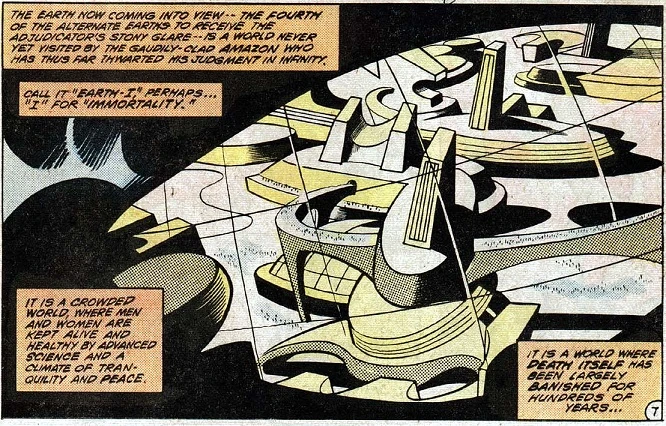 THE EARTH NOW COMING INTO VIEW-- THE FOURTH
OF THE ALTERNATE EARTHS TO RECEIVE THE
ADJUDICATOR'S STONY GLARE-- IS A WORLD NEVER
YET VISITED BY THE GAUDILY-CLAD AMAZON WHO
HAS THUS FAR THWARTED HIS JUDGMENT IN INFINITY.
CALL IT "EARTH-I," PERHAPS...
"I" FOR "IMMORTALITY."
IT IS A CROWDED
WORLD, WHERE MEN
AND WOMEN ARE
KEPT ALIVE AND
HEALTHY BY ADVANCED
SCIENCE AND A
CLIMATE OF TRAN-
QUILITY AND PEACE.
IT IS A WORLD WHERE
DEATH ITSELF HAS
BEEN LARGELY
BANISHED FOR
HUNDREDS OF
YEARS...
7